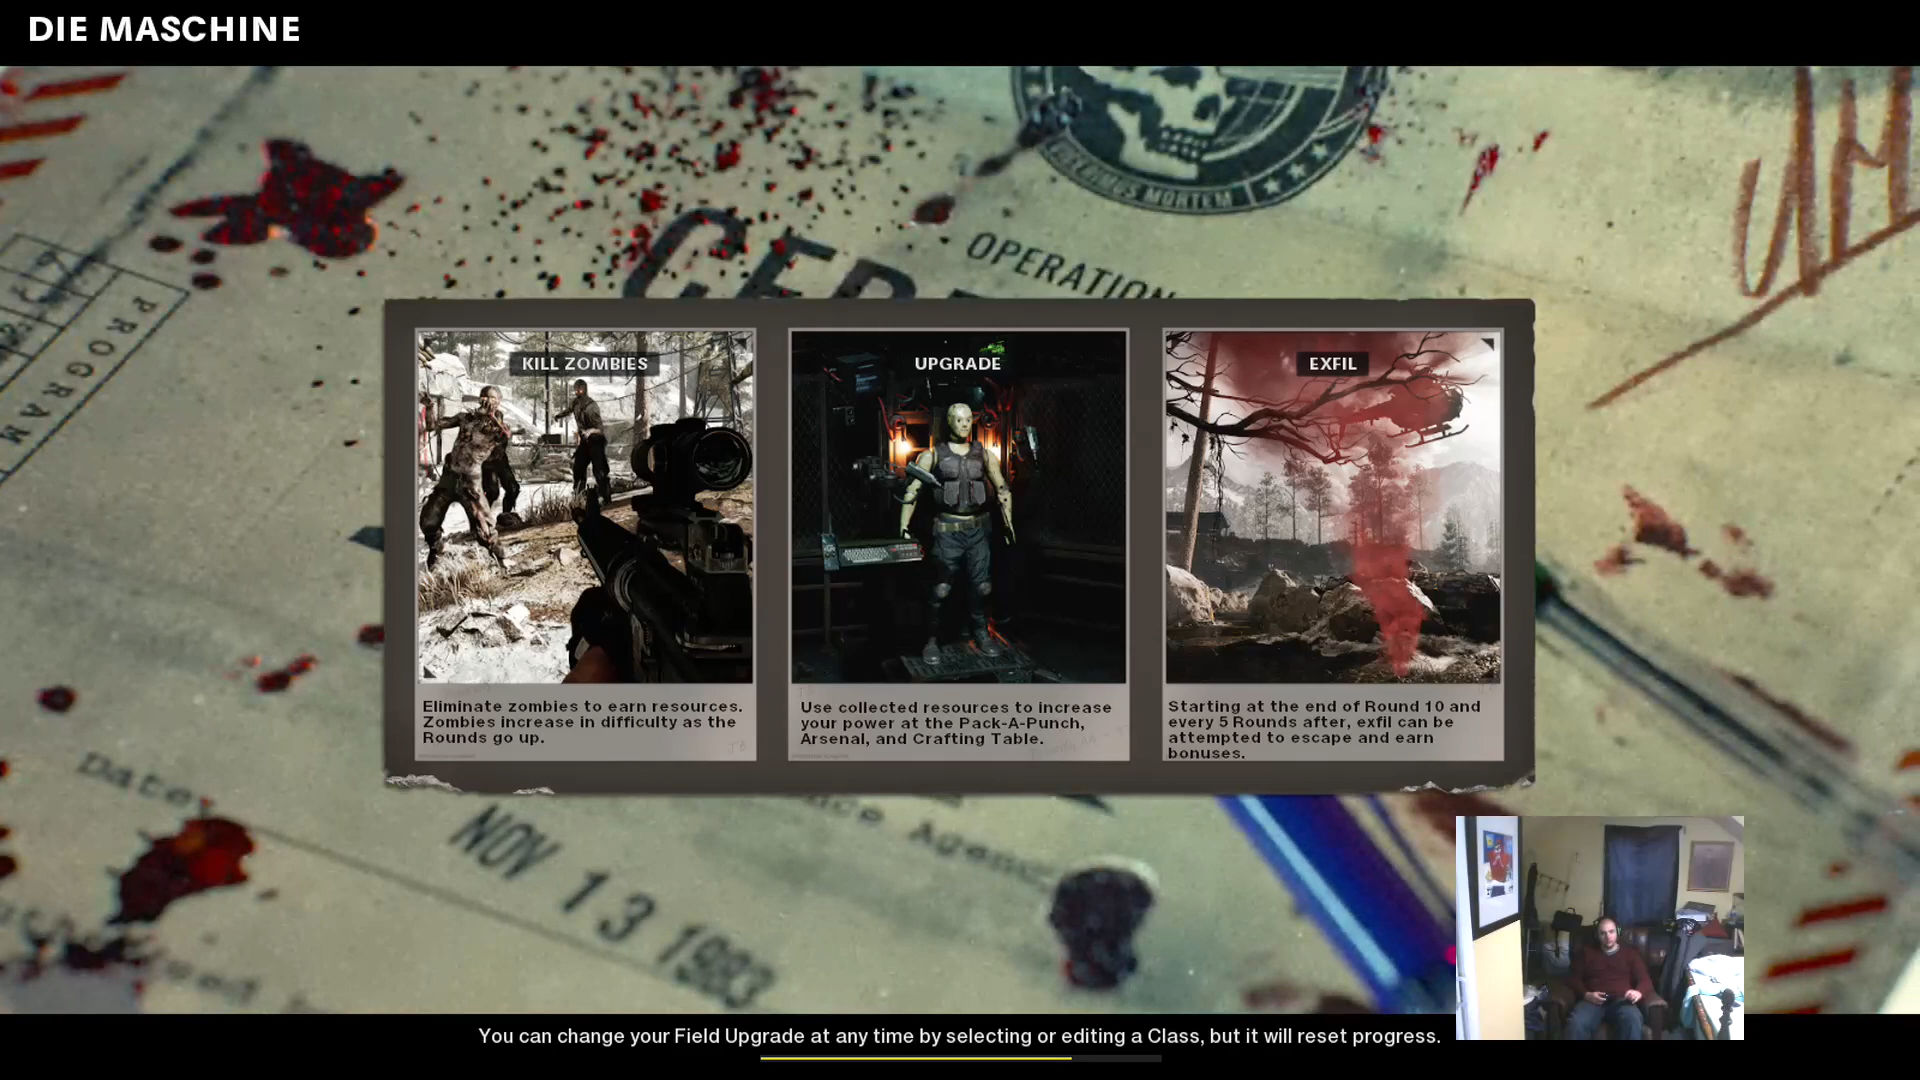 DIE MASCHINE
MORTEM
OPERATION
PROGRAM
KILL ZOMBIES
UPGRADE
EXFIL
Eliminate zombies to earn resources.
Zombies increase in difficulty as the
Rounds go up.
Use collected resources to increase
your power at the Pack-A-Punch,
Arsenal, and Crafting Table.
Starting at the end of Round 10 and
every 5 Rounds after, exfil can be
attempted to escape and earn
bonuses.
Date
NOV 13 1983
You can change your Field Upgrade at any time by selecting or editing a Class, but it will reset progress.